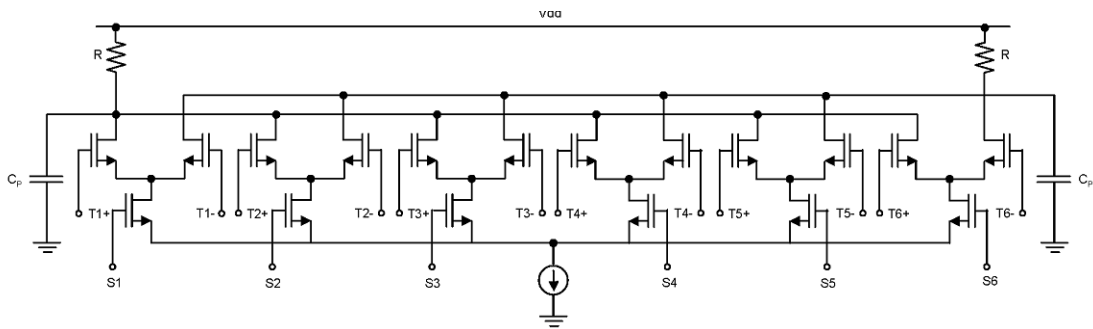 Vdd
R
R
Cp
T1+
T1-
T2+
T2-
T3+
T3-
T4+
T4-
T5+
T5-
T6+
T6-
Cp
S1
S2
S3
S4
S5
S6